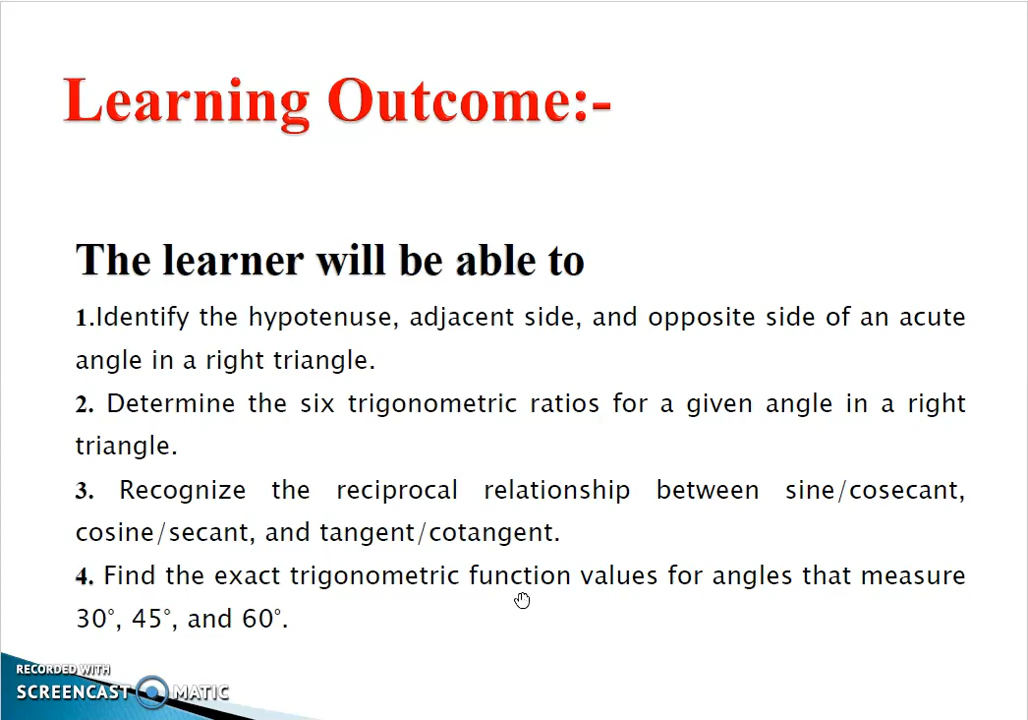 Learning Outcome:-
The learner will be able to
1.Identify the hypotenuse, adjacent side, and opposite side of an acute
angle in a right triangle.
2. Determine the six trigonometric ratios for a given angle in a right
triangle.
3. Recognize the reciprocal relationship between sine/cosecant,
cosine/secant, and tangent/cotangent.
4. Find the exact trigonometric function values for angles that measure
30°, 45°, and 60°.
RECORDED WITH
SCREENCAST MATIC